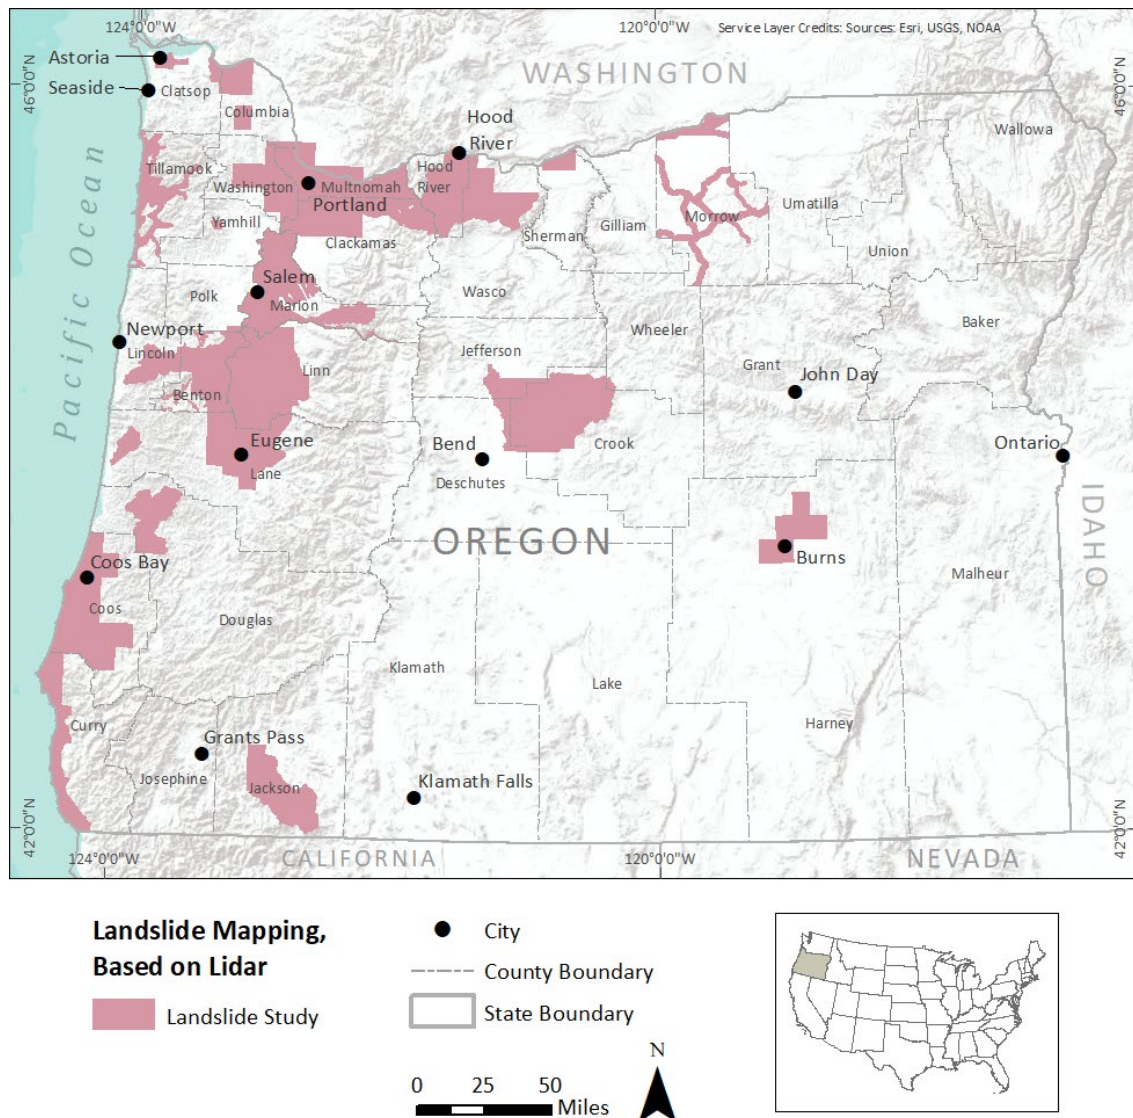 124°0'0"W
120°0'0"W
Service Layer Credits: Sources: Esri, USGS, NOAA
Astoria
Seaside
46°0'0"N
46°0'0"N
WASHINGTON
Clatsop
Columbia
Hood
River
Wallowa
Pacific Ocean
Tillamook
Washington
Multnomah
Portland
Hood
River
Yamhill
Clackamas
Sherman
Gilliam
Morrow
Umatilla
Union
Salem
Polk
Marion
Wasco
Wheeler
Baker
Newport
Lincoln
Jefferson
Linn
Grant
John Day
Benton
Eugene
Lane
Bend
Deschutes
Crook
Ontario
IDAHO
OREGON
Burns
Coos Bay
Coos
Douglas
Malheur
Klamath
Lake
Harney
Curry
Grants Pass
Josephine
Jackson
Klamath Falls
42°0'0"N
42°0'0"N
124°0'0"W
CALIFORNIA
120°0'0"W
NEVADA
Landslide Mapping,
Based on Lidar
Landslide Study
City
County Boundary
State Boundary
N
0 25 50
Miles